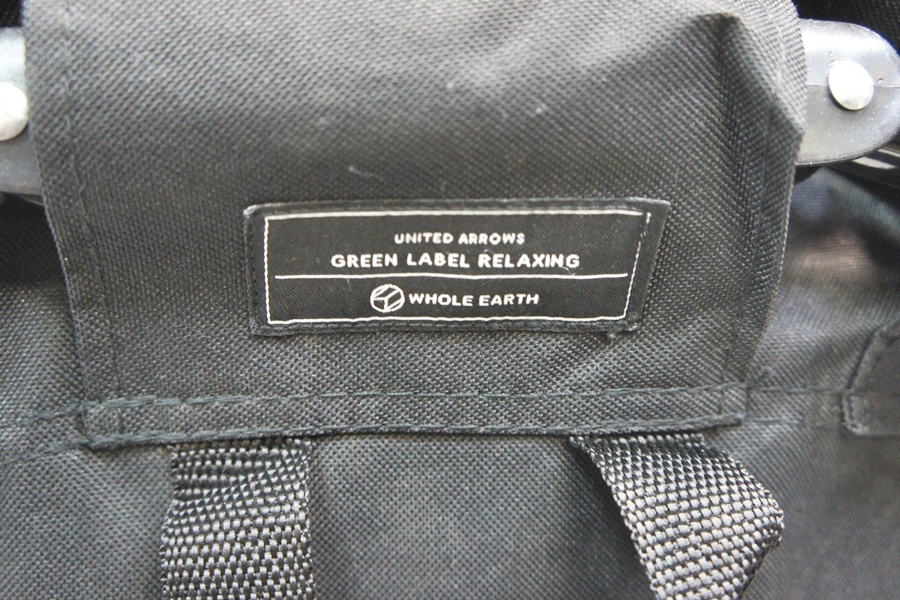 UNITED ARROWS
GREEN LABEL RELAXING
WHOLE EARTH